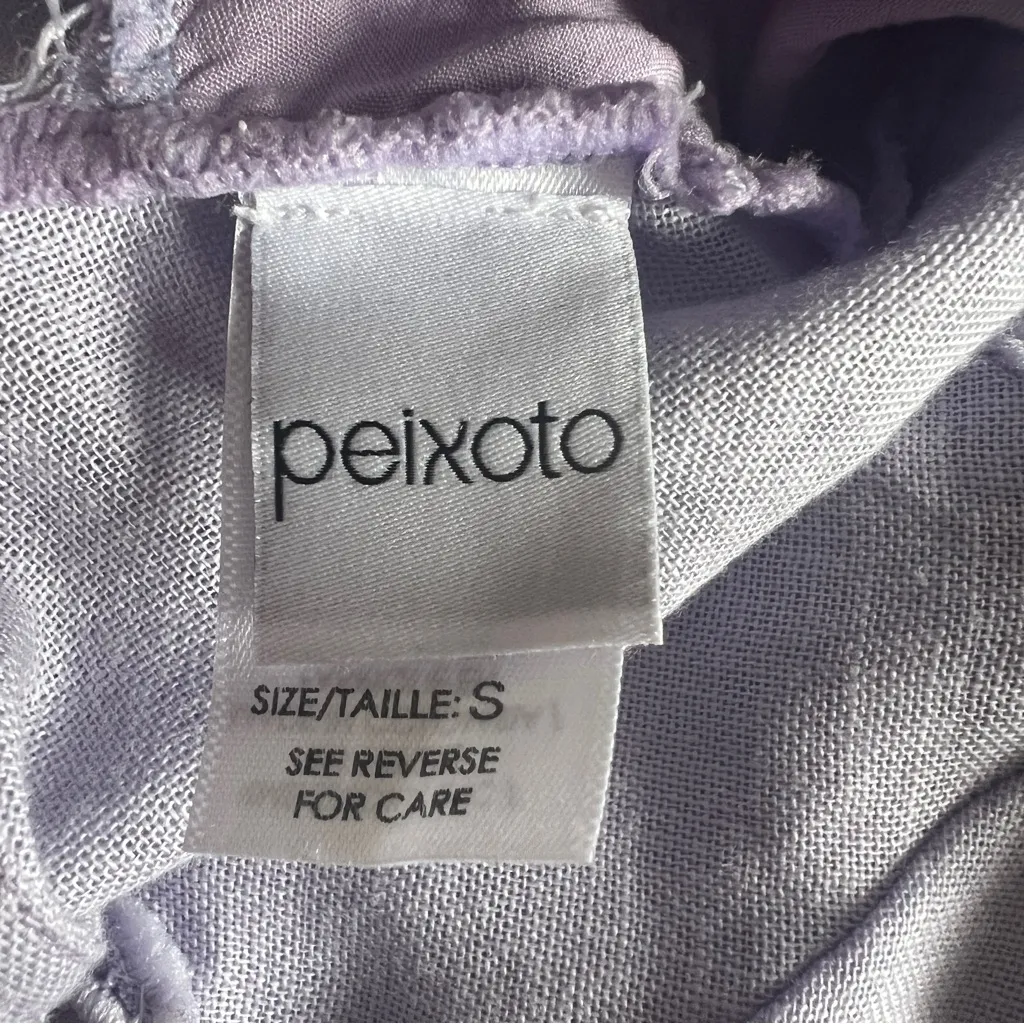 peixoto
SIZE/TAILLE: S
SEE REVERSE
FOR CARE